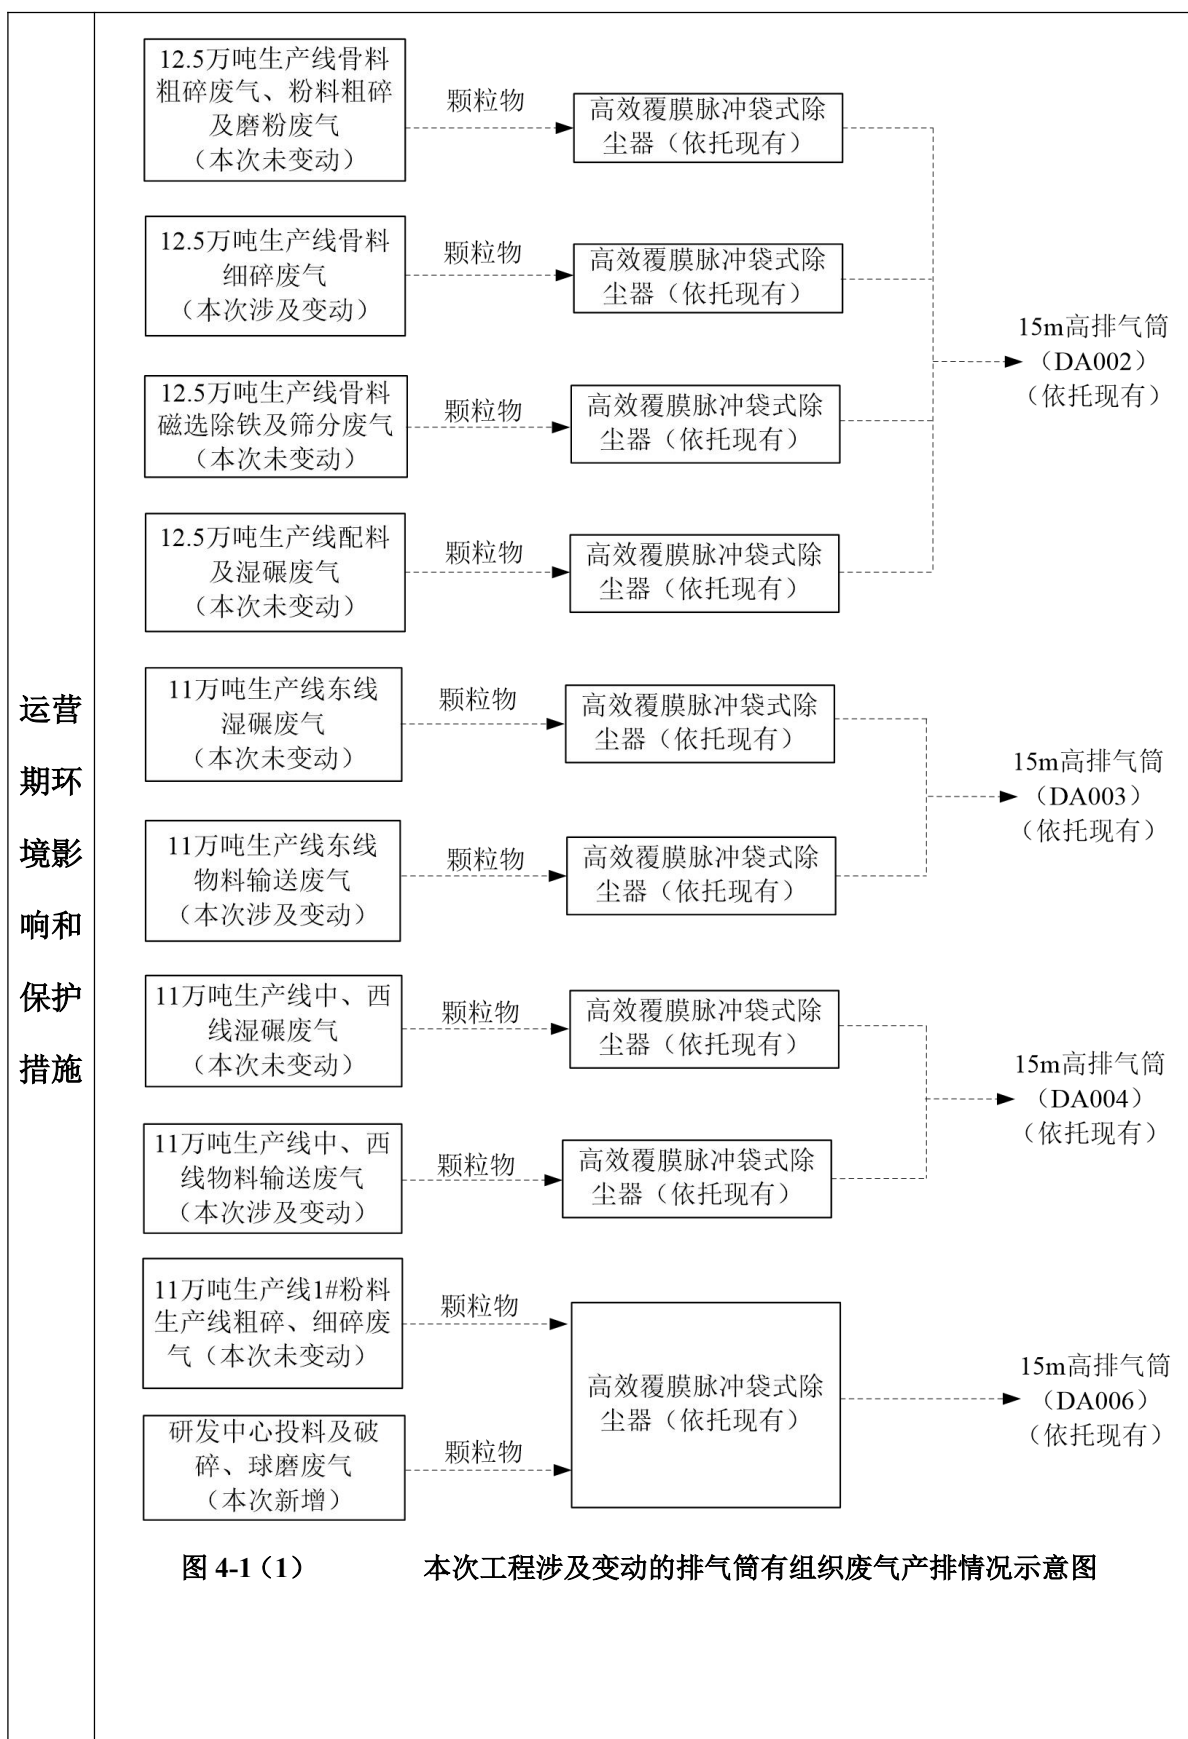 运营
期环
境影
响和
保护
措施
12.5万吨生产线骨料
粗碎废气、粉料粗碎
及磨粉废气
（本次未变动）
颗粒物
高效覆膜脉冲袋式除
尘器（依托现有）
12.5万吨生产线骨料
细碎废气
（本次涉及变动）
颗粒物
高效覆膜脉冲袋式除
尘器（依托现有）
12.5万吨生产线骨料
磁选除铁及筛分废气
（本次未变动）
颗粒物
高效覆膜脉冲袋式除
尘器（依托现有）
12.5万吨生产线配料
及湿碾废气
（本次未变动）
颗粒物
高效覆膜脉冲袋式除
尘器（依托现有）
15m高排气筒
（DA002）
（依托现有）
11万吨生产线东线
湿碾废气
（本次未变动）
颗粒物
高效覆膜脉冲袋式除
尘器（依托现有）
11万吨生产线东线
物料输送废气
（本次涉及变动）
颗粒物
高效覆膜脉冲袋式除
尘器（依托现有）
15m高排气筒
（DA003）
（依托现有）
11万吨生产线中、西
线湿碾废气
（本次未变动）
颗粒物
高效覆膜脉冲袋式除
尘器（依托现有）
11万吨生产线中、西
线物料输送废气
（本次涉及变动）
颗粒物
高效覆膜脉冲袋式除
尘器（依托现有）
15m高排气筒
（DA004）
（依托现有）
11万吨生产线1#粉料
生产线粗碎、细碎废
气（本次未变动）
颗粒物
研发中心投料及破
碎、球磨废气
（本次新增）
颗粒物
高效覆膜脉冲袋式除
尘器（依托现有）
15m高排气筒
（DA006）
（依托现有）
图 4-1（1） 本次工程涉及变动的排气筒有组织废气产排情况示意图